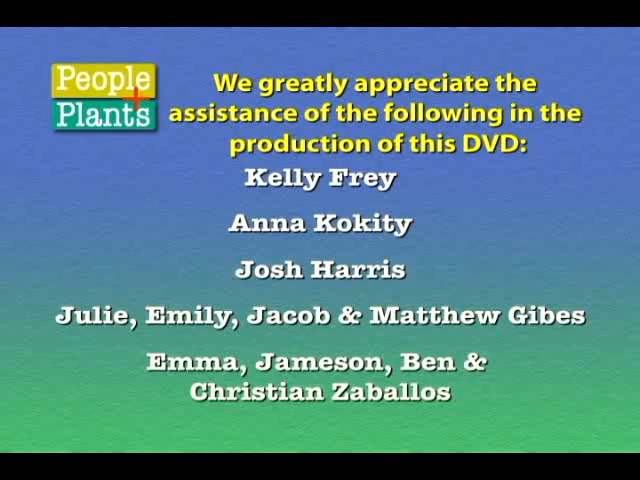 People
+
Plants
We greatly appreciate the
assistance of the following in the
production of this DVD:
Kelly Frey
Anna Kokity
Josh Harris
Julie, Emily, Jacob & Matthew Gibes
Emma, Jameson, Ben &
Christian Zaballos